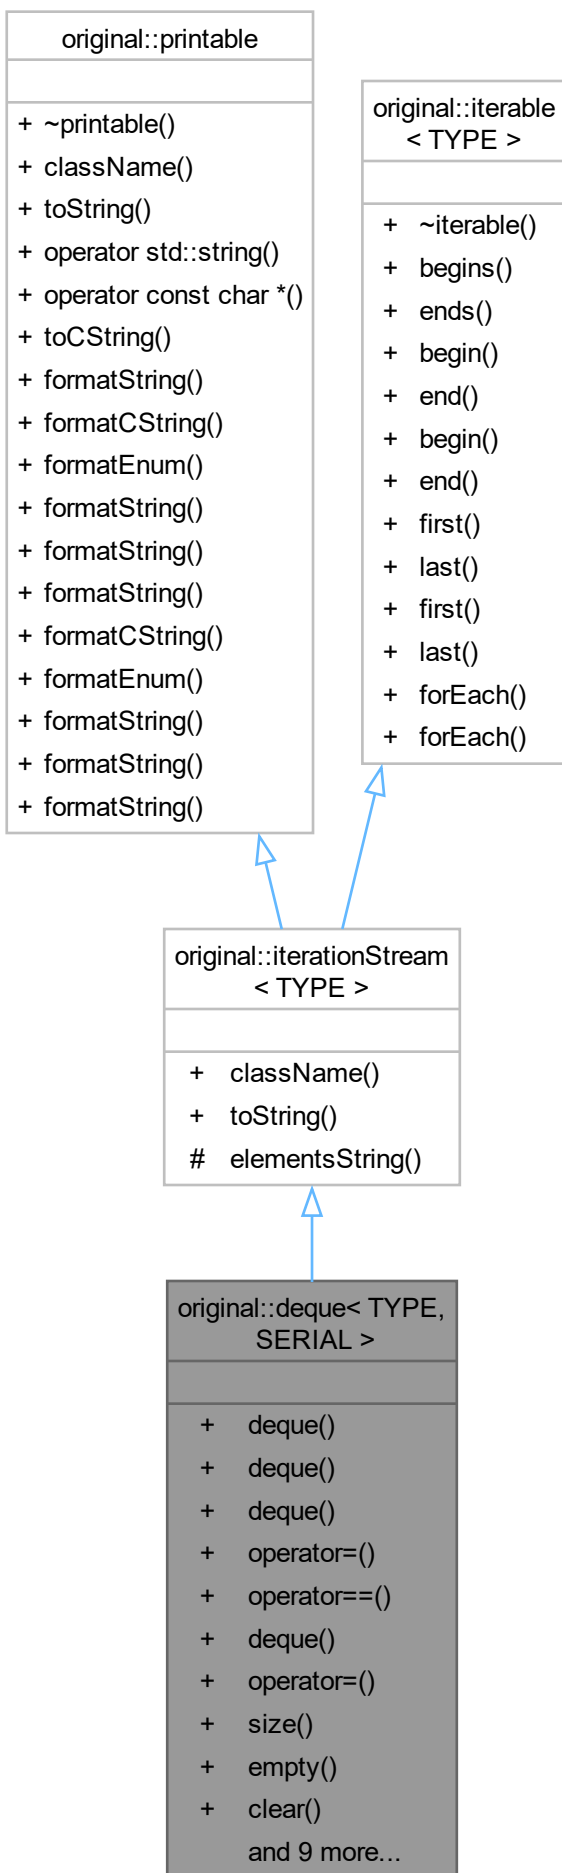 original::printable
+ ~printable()
+ className()
+ toString()
+ operator std::string()
+ operator const char *()
+ toCString()
+ formatString()
+ formatCString()
+ formatEnum()
+ formatString()
+ formatString()
+ formatString()
+ formatCString()
+ formatEnum()
+ formatString()
+ formatString()
+ formatString()
original::iterable
< TYPE >
+ ~iterable()
+ begins()
+ ends()
+ begin()
+ end()
+ begin()
+ end()
+ first()
+ last()
+ first()
+ last()
+ forEach()
+ forEach()
original::iterationStream
< TYPE >
+ className()
+ toString()
# elementsString()
original::deque< TYPE,
SERIAL >
+ deque()
+ deque()
+ deque()
+ operator=()
+ operator==()
+ deque()
+ operator=()
+ size()
+ empty()
+ clear()
and 9 more...